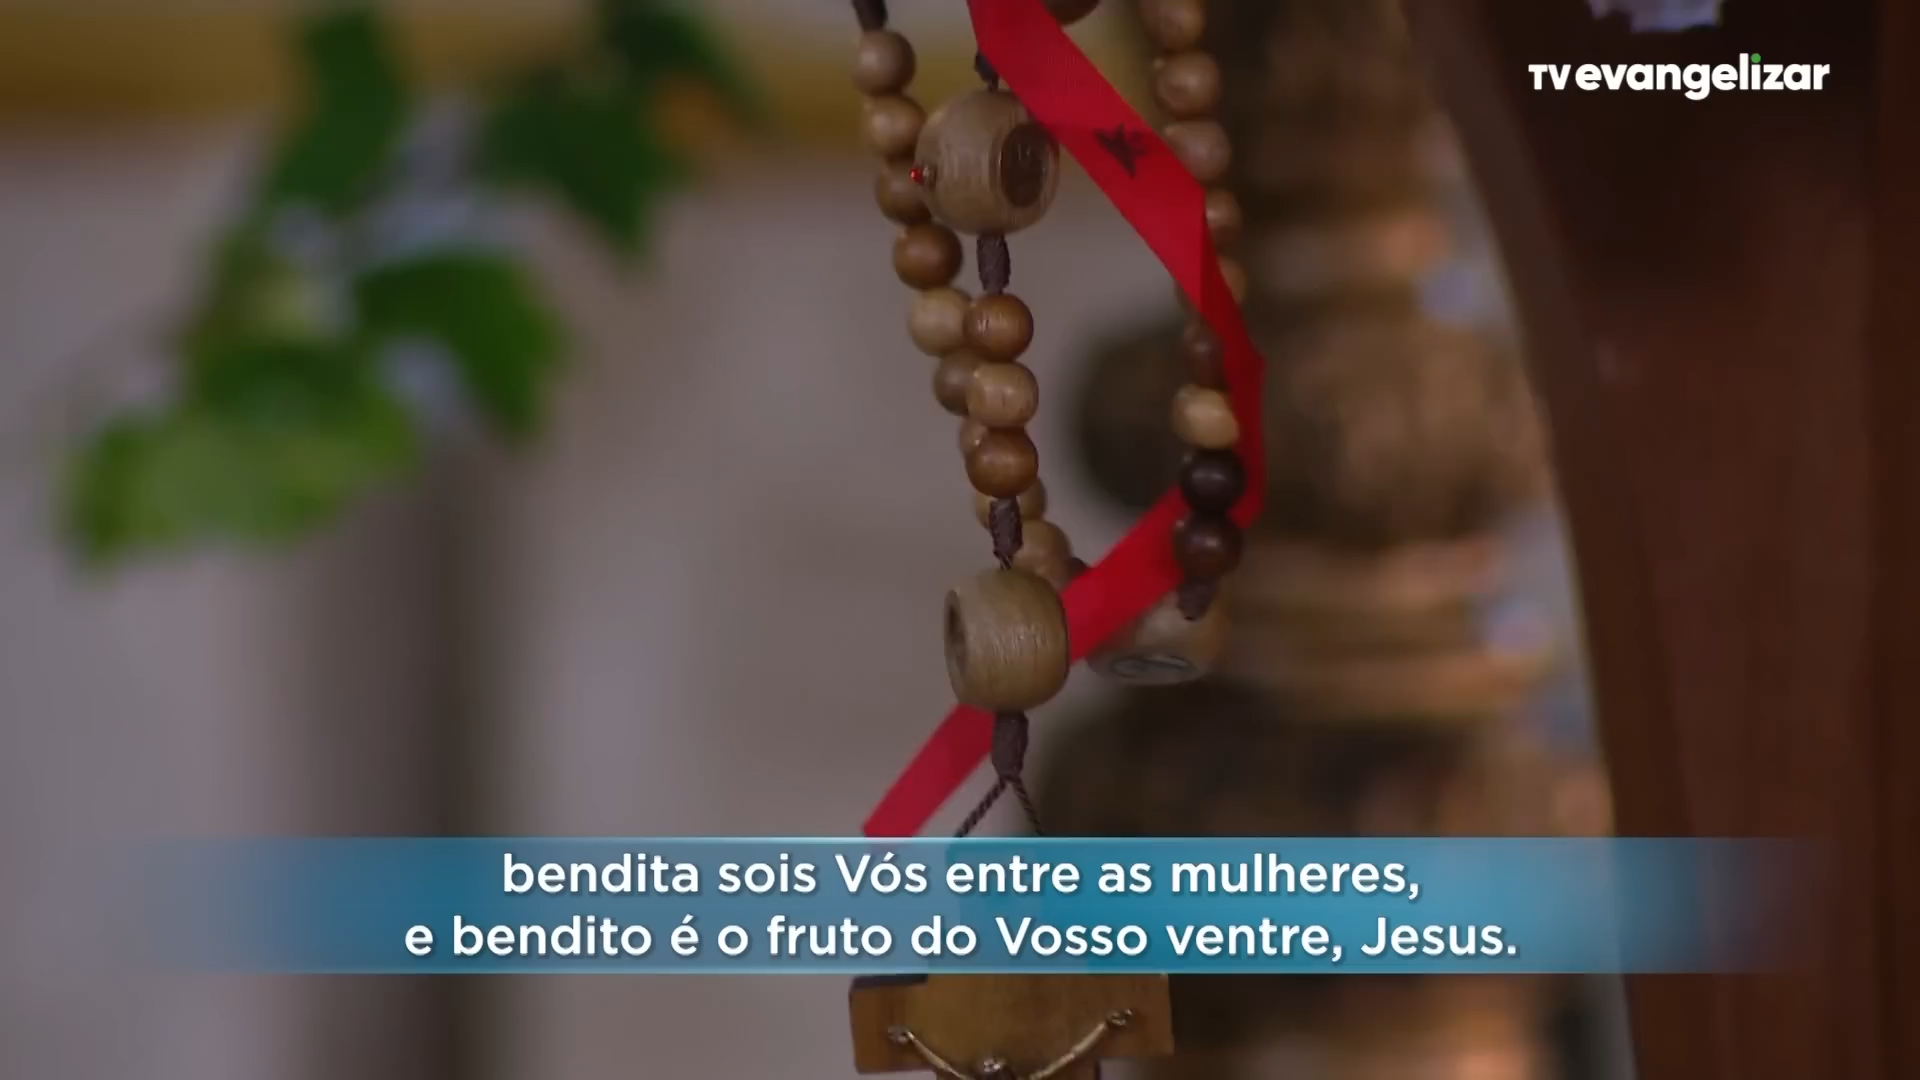 TVevangelizar
bendita sois Vós entre as mulheres,
e bendito é o fruto do Vosso ventre, Jesus.